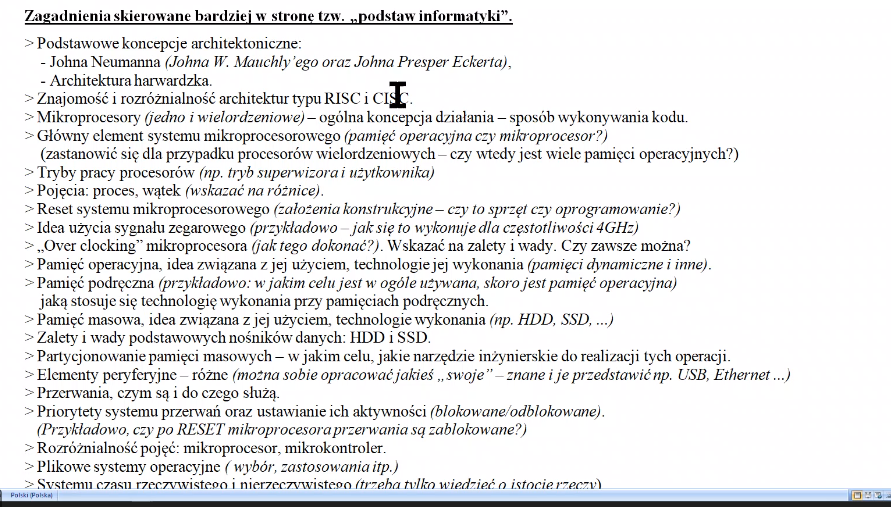 Zagadnienia skierowane bardziej w stronę tzw. „podstaw informatyki”.
> Podstawowe koncepcje architektoniczne:
- Johna Neumanna (Johna W. Mauchly’ego oraz Johna Presper Eckerta),
- Architektura harwardzka.
> Znajomość i rozróżnialność architektur typu RISC i CISC.
> Mikroprocesory (jedno i wielordzeniowe) – ogólna koncepcja działania – sposób wykonywania kodu.
> Główny element systemu mikroprocesorowego (pamięć operacyjna czy mikroprocesor?)
(zastanowić się dla przypadku procesorów wielordzeniowych – czy wtedy jest wiele pamięci operacyjnych?)
> Tryby pracy procesorów (np. tryb superwizora i użytkownika)
> Pojęcia: proces, wątek (wskazać na różnice).
> Reset systemu mikroprocesorowego (założenia konstrukcyjne – czy to sprzęt czy oprogramowanie?)
> Idea użycia sygnału zegarowego (przykładowo – jak się to wykonuje dla częstotliwości 4GHz)
> „Over clocking” mikroprocesora (jak tego dokonać?). Wskazać na zalety i wady. Czy zawsze można?
> Pamięć operacyjna, idea związana z jej użyciem, technologie jej wykonania (pamięci dynamiczne i inne).
> Pamięć podręczna (przykładowo: w jakim celu jest w ogóle używana, skoro jest pamięć operacyjna)
jaką stosuje się technologię wykonania przy pamięciach podręcznych.
> Pamięć masowa, idea związana z jej użyciem, technologie wykonania (np. HDD, SSD, ...)
> Zalety i wady podstawowych nośników danych: HDD i SSD.
> Partycjonowanie pamięci masowych – w jakim celu, jakie narzędzie inżynierskie do realizacji tych operacji.
> Elementy peryferyjne – różne (można sobie opracować jakieś „swoje” – znane i je przedstawić np. USB, Ethernet ...)
> Przerwania, czym są i do czego służą.
> Priorytety systemu przerwań oraz ustawianie ich aktywności (blokowane/odblokowane).
(Przykładowo, czy po RESET mikroprocesora przerwania są zablokowane?)
> Rozróżnialność pojęć: mikroprocesor, mikrokontroler.
> Plikowe systemy operacyjne ( wybór, zastosowania itp.)
> Systemy czasu rzeczywistego i nierzeczywistego (trzeba tylko wiedzieć o istocie rzeczy)
Polski (Polska)